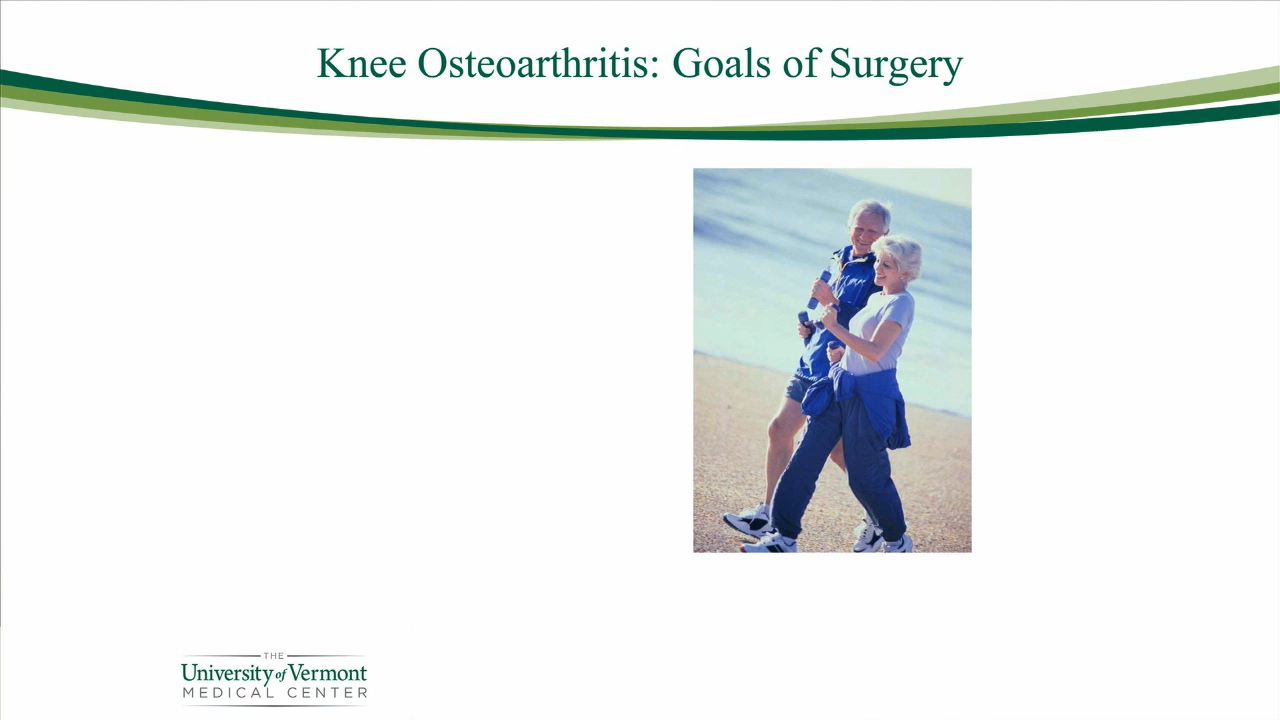 Knee Osteoarthritis: Goals of Surgery
THE
University of Vermont
MEDICAL CENTER